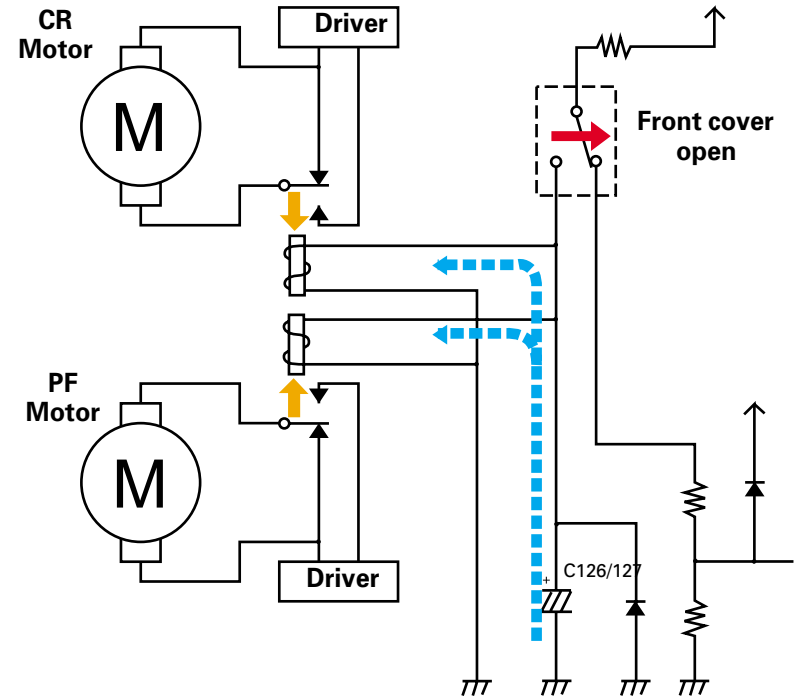 CR
Motor
M
Driver
Front cover
open
PF
Motor
M
Driver
+
C126/127